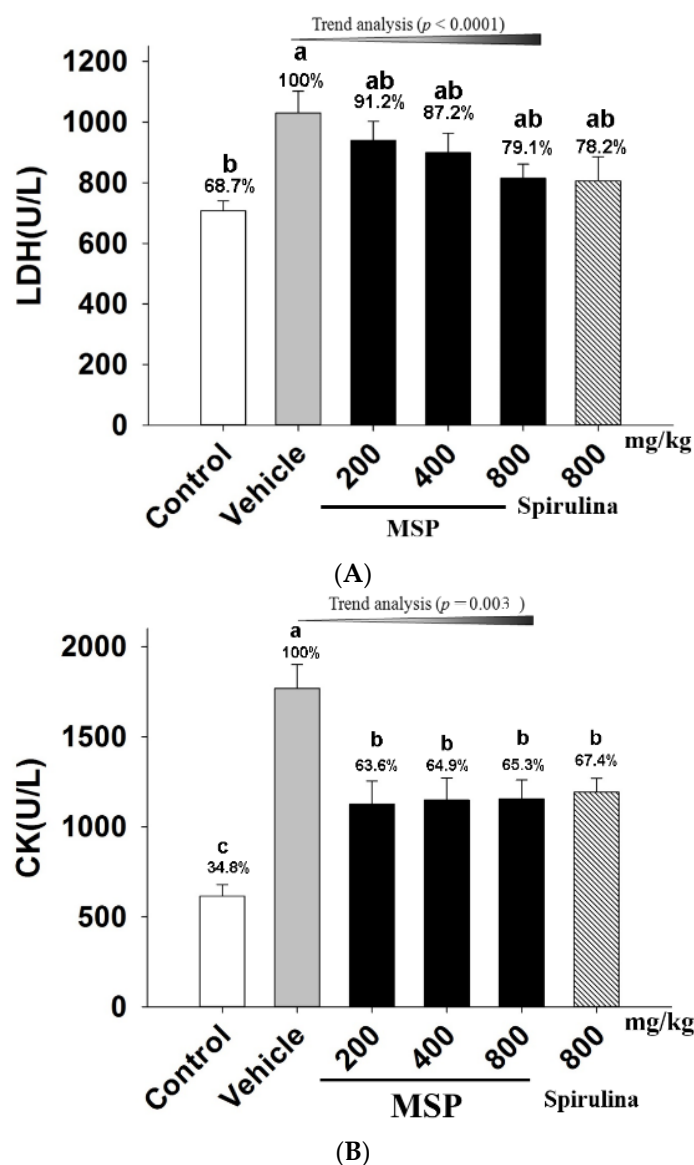 Trend analysis (p < 0.0001)
1200
1000
800
600
400
200
0
LDH(U/L)
b
68.7%
a
100%
ab
91.2%
ab
87.2%
ab
79.1%
ab
78.2%
Control
Vehicle
200
400
800
800
mg/kg
MSP
Spirulina
(A)
Trend analysis (p = 0.003 )
2000
1500
1000
500
0
CK(U/L)
c
34.8%
a
100%
b
63.6%
b
64.9%
b
65.3%
b
67.4%
Control
Vehicle
200
400
800
800
mg/kg
MSP
Spirulina
(B)